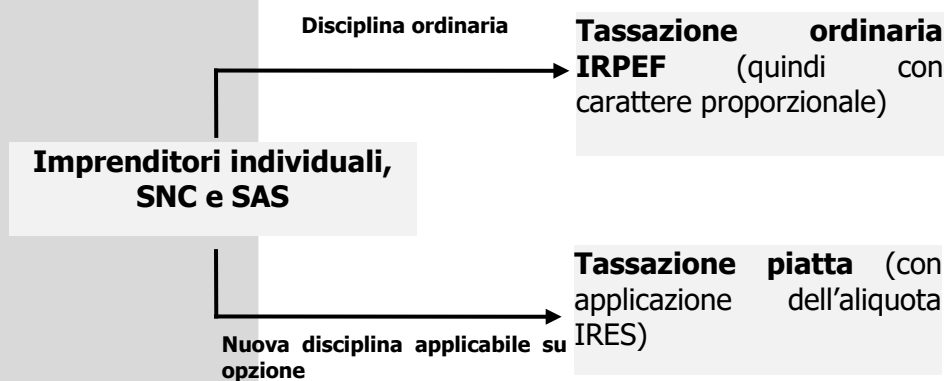 Disciplina ordinaria
Tassazione ordinaria
IRPEF (quindi con
carattere proporzionale)
Imprenditori individuali,
SNC e SAS
Tassazione piatta (con
applicazione dell'aliquota
IRES)
Nuova disciplina applicabile su
opzione